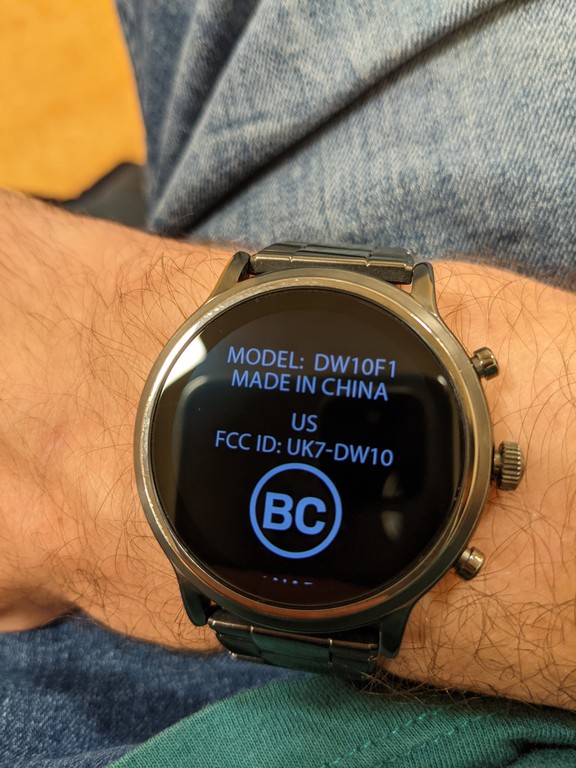 MODEL: DW10F1
MADE IN CHINA
US
FCC ID: UK7-DW10
BC